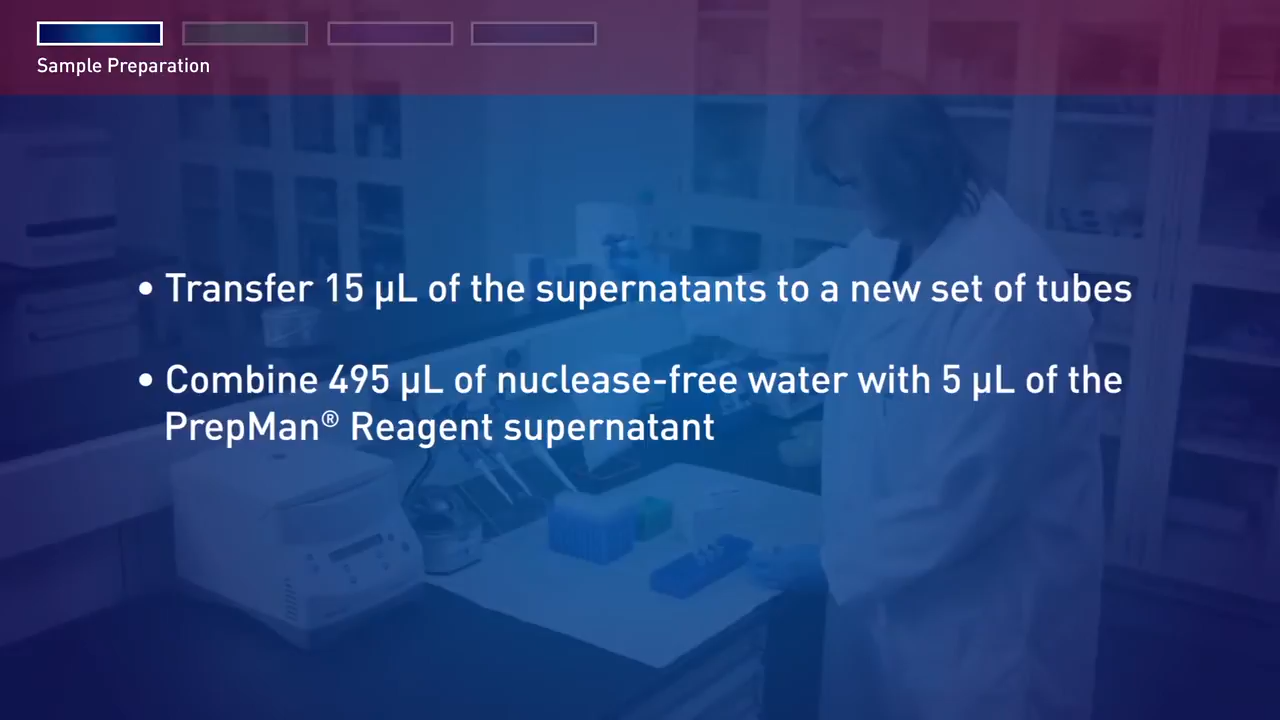 Sample Preparation
• Transfer 15 µL of the supernatants to a new set of tubes
• Combine 495 µL of nuclease-free water with 5 µL of the
PrepMan® Reagent supernatant